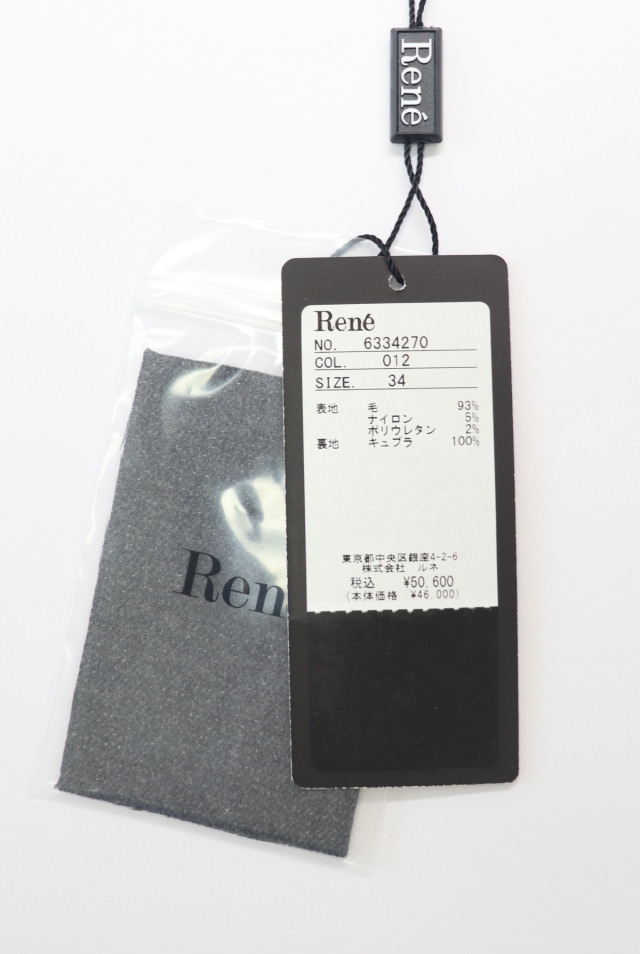 René
René
NO. 6334270
COL. 012
SIZE. 34
表地 毛 93%
ナイロン 5%
ポリウレタン 2%
裏地 キュプラ 100%
東京都中央区銀座4-2-6
株式会社 ルネ
税込 ¥50.600
(本体価格 ¥46.000)
Ren